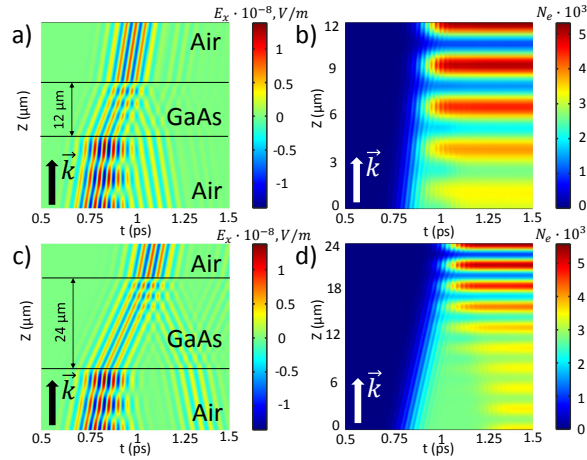 a)
E_x · 10^-8, V/m
Air
GaAs
Air
12 μm
k⃗
Z (μm)
0.5 0.75 1 1.25 1.5
t (ps)
1
0.5
0
-0.5
-1
b)
N_e · 10^3
12
9
6
3
0
Z (μm)
k⃗
0.5 0.75 1 1.25 1.5
t (ps)
5
4
3
2
1
0
c)
E_x · 10^-8, V/m
Air
GaAs
Air
24 μm
k⃗
Z (μm)
0.5 0.75 1 1.25 1.5
t (ps)
1
0.5
0
-0.5
-1
d)
N_e · 10^3
24
18
12
6
0
Z (μm)
k⃗
0.5 0.75 1 1.25 1.5
t (ps)
5
4
3
2
1
0